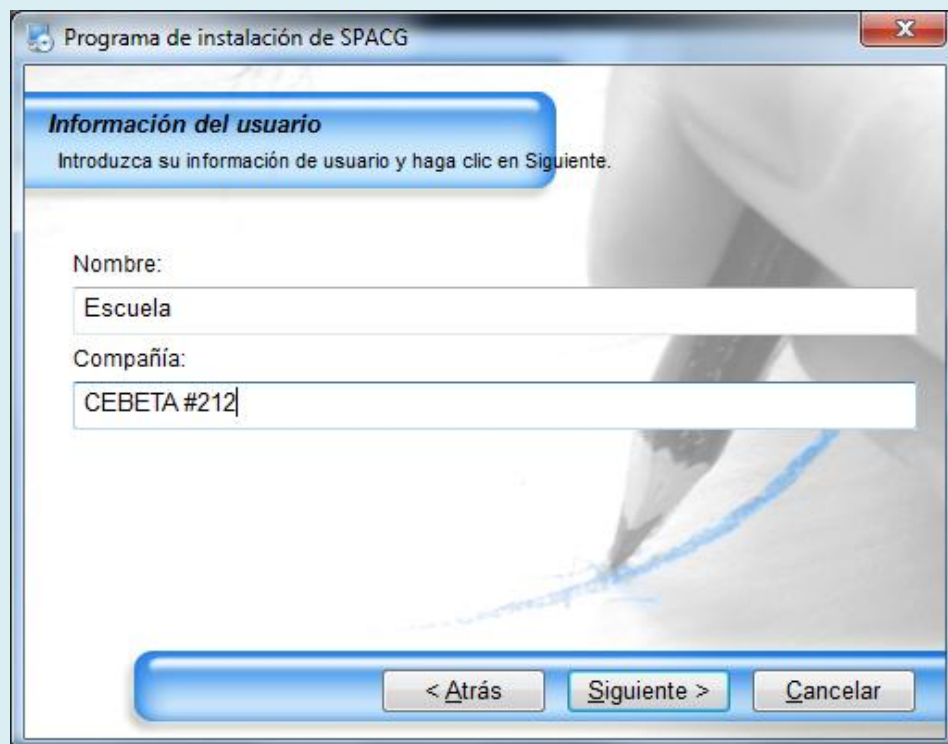 Programa de instalación de SPACG
Información del usuario
Introduzca su información de usuario y haga clic en Siguiente.
Nombre:
Escuela
Compañía:
CEBETA #212
< Atrás
Siguiente >
Cancelar